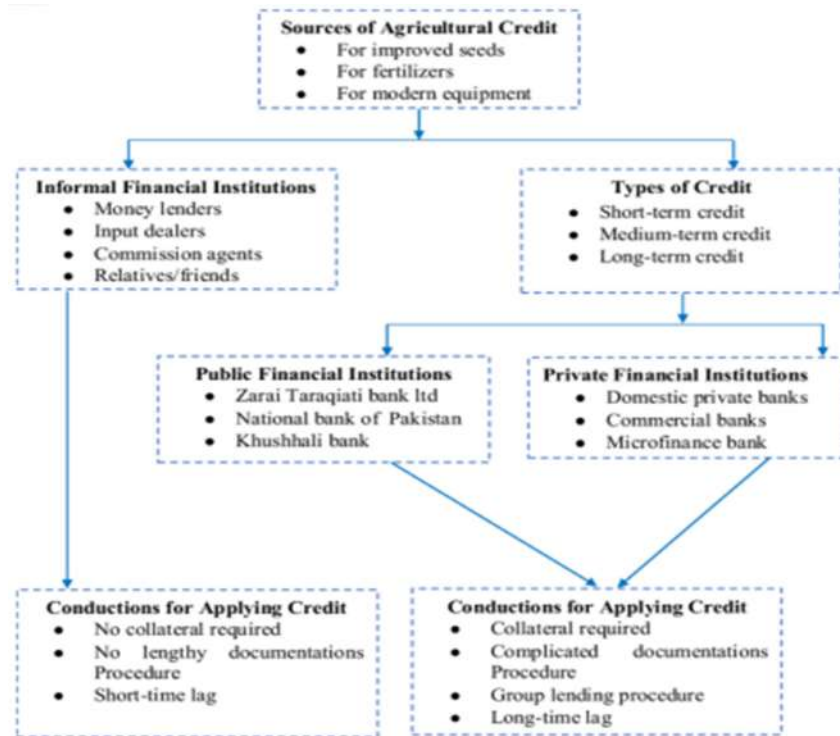 Sources of Agricultural Credit
● For improved seeds
● For fertilizers
● For modern equipment
Informal Financial Institutions
● Money lenders
● Input dealers
● Commission agents
● Relatives/friends
Types of Credit
● Short-term credit
● Medium-term credit
● Long-term credit
Public Financial Institutions
● Zarai Taraqiati bank ltd
● National bank of Pakistan
● Khushhali bank
Private Financial Institutions
● Domestic private banks
● Commercial banks
● Microfinance bank
Conductions for Applying Credit
● No collateral required
● No lengthy documentations
Procedure
● Short-time lag
Conductions for Applying Credit
● Collateral required
● Complicated documentations
Procedure
● Group lending procedure
● Long-time lag